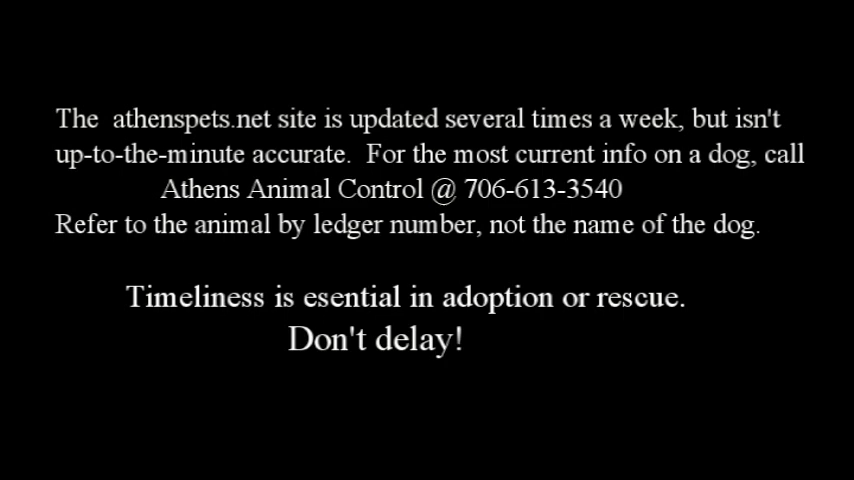 The  athenspets.net site is updated several times a week, but isn't
up-to-the-minute accurate.  For the most current info on a dog, call
Athens Animal Control @ 706-613-3540
Refer to the animal by ledger number, not the name of the dog.
Timeliness is esential in adoption or rescue.
Don't delay!